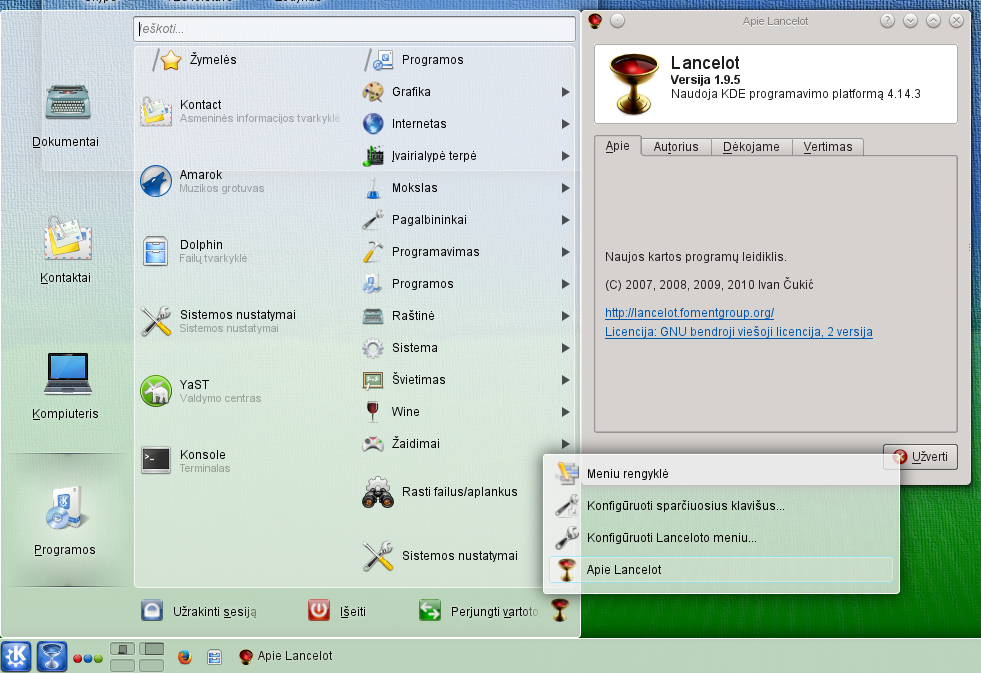 Ieškoti...
Dokumentai
Kontaktai
Kompiuteris
Programos
Žymelės
Kontact
Asmeninės informacijos tvarkyklė
Amarok
Muzikos grotuvas
Dolphin
Failų tvarkyklė
Sistemos nustatymai
Sistemos nustatymai
YaST
Valdymo centras
Konsole
Terminalas
Programos
Grafika
Internetas
Įvairialypė terpė
Mokslas
Pagalbininkai
Programavimas
Programos
Raštinė
Sistema
Švietimas
Wine
Žaidimai
Rasti failus/aplankus
Sistemos nustatymai
Užrakinti sesiją
Išeiti
Perjungti vartoto
Apie Lancelot
Lancelot
Versija 1.9.5
Naudoja KDE programavimo platformą 4.14.3
Apie
Autorius
Dėkojame
Vertimas
Naujos kartos programų leidiklis.
(C) 2007, 2008, 2009, 2010 Ivan Čukić
http://lancelot.fomentgroup.org/
Licencija: GNU bendroji viešoji licencija, 2 versija
Užverti
Meniu rengyklė
Konfigūruoti sparčiuosius klavišus...
Konfigūruoti Lanceloto meniu...
Apie Lancelot
Apie Lancelot